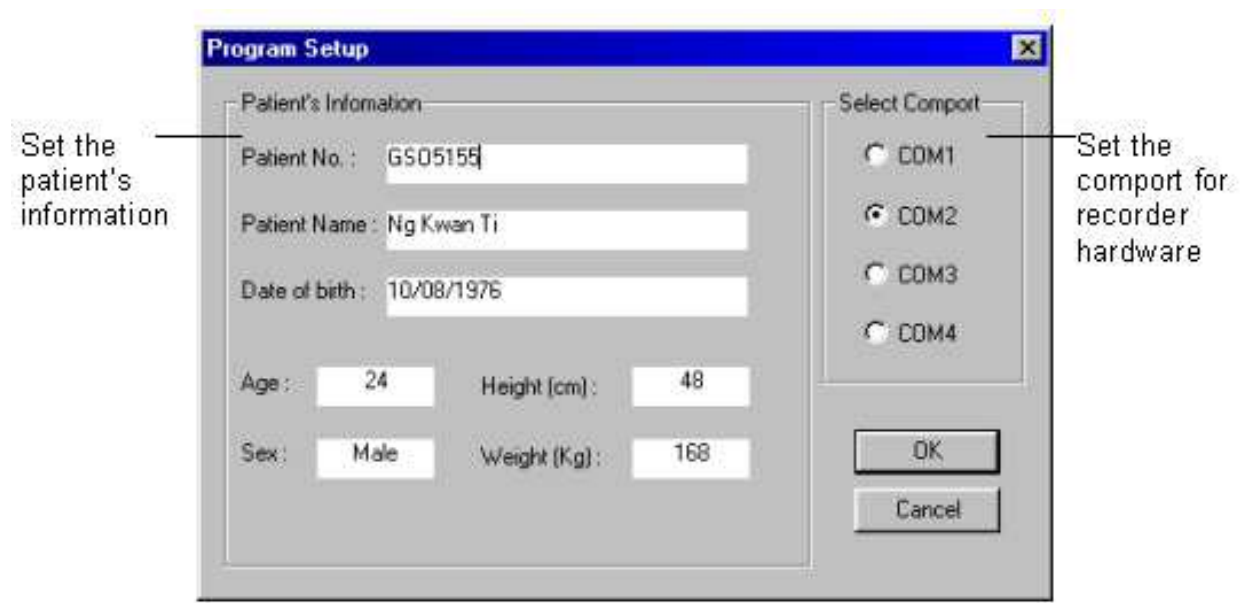 Program Setup
Patient's Infomation
Select Comport
Set the
patient's
information
Patient No. :
GS05155
COM1
Set the
comport for
recorder
hardware
Patient Name :
Ng Kwan Ti
COM2
Date of birth :
10/08/1976
COM3
COM4
Age :
24
Height (cm) :
48
Sex :
Male
Weight (Kg) :
168
OK
Cancel